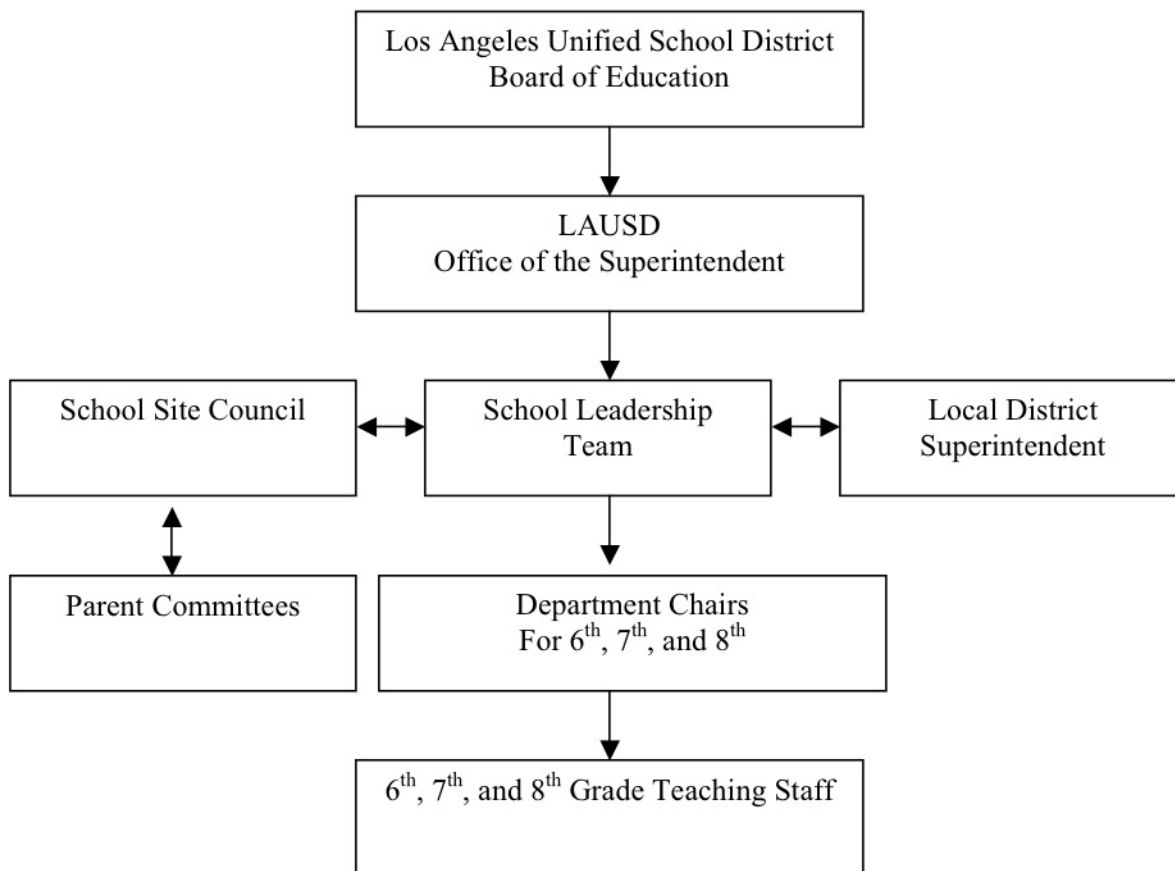 Los Angeles Unified School District
Board of Education
LAUSD
Office of the Superintendent
School Site Council
School Leadership
Team
Local District
Superintendent
Parent Committees
Department Chairs
For 6th, 7th, and 8th
6th, 7th, and 8th Grade Teaching Staff